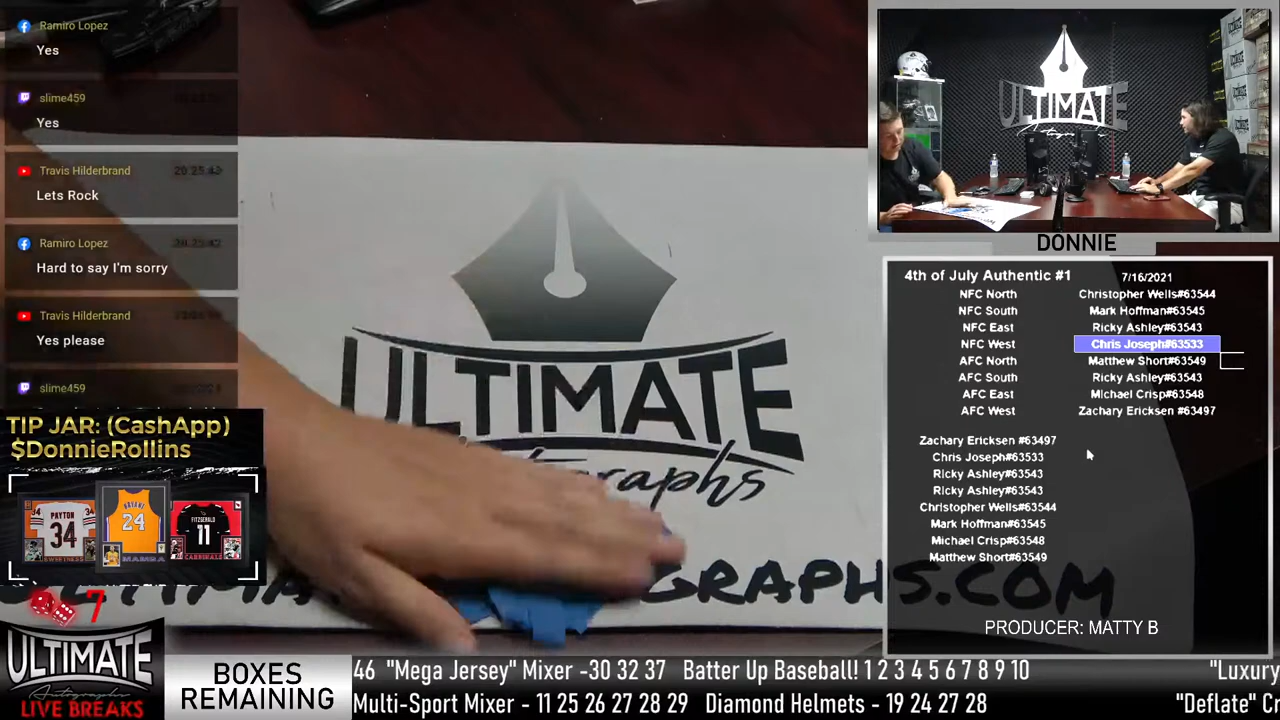 Ramiro Lopez
Yes
slime459
Yes
Travis Hilderbrand
Lets Rock
Ramiro Lopez
Hard to say I'm sorry
Travis Hilderbrand
Yes please
slime459
TIP JAR: (CashApp)
$DonnieRollins
PAYTON
34
BRYANT
24
FITZGERALD
11
SWEETNESS
MAMBA
CARDINALS
7
ULTIMATE
Autographs
LIVE BREAKS
ULTIMATE
graphs
GRAPHS.COM
ULTIMATE
DONNIE
4th of July Authentic #1 7/16/2021
NFC North Christopher Wells#63544
NFC South Mark Hoffman#63545
NFC East Ricky Ashley#63543
NFC West Chris Joseph#63533
AFC North Matthew Short#63549
AFC South Ricky Ashley#63543
AFC East Michael Crisp#63548
AFC West Zachary Ericksen #63497
Zachary Ericksen #63497
Chris Joseph#63533
Ricky Ashley#63543
Ricky Ashley#63543
Christopher Wells#63544
Mark Hoffman#63545
Michael Crisp#63548
Matthew Short#63549
PRODUCER: MATTY B
BOXES
REMAINING
46 "Mega Jersey" Mixer -30 32 37 Batter Up Baseball! 1 2 3 4 5 6 7 8 9 10 "Luxury
Multi-Sport Mixer - 11 25 26 27 28 29 Diamond Helmets - 19 24 27 28 "Deflate"